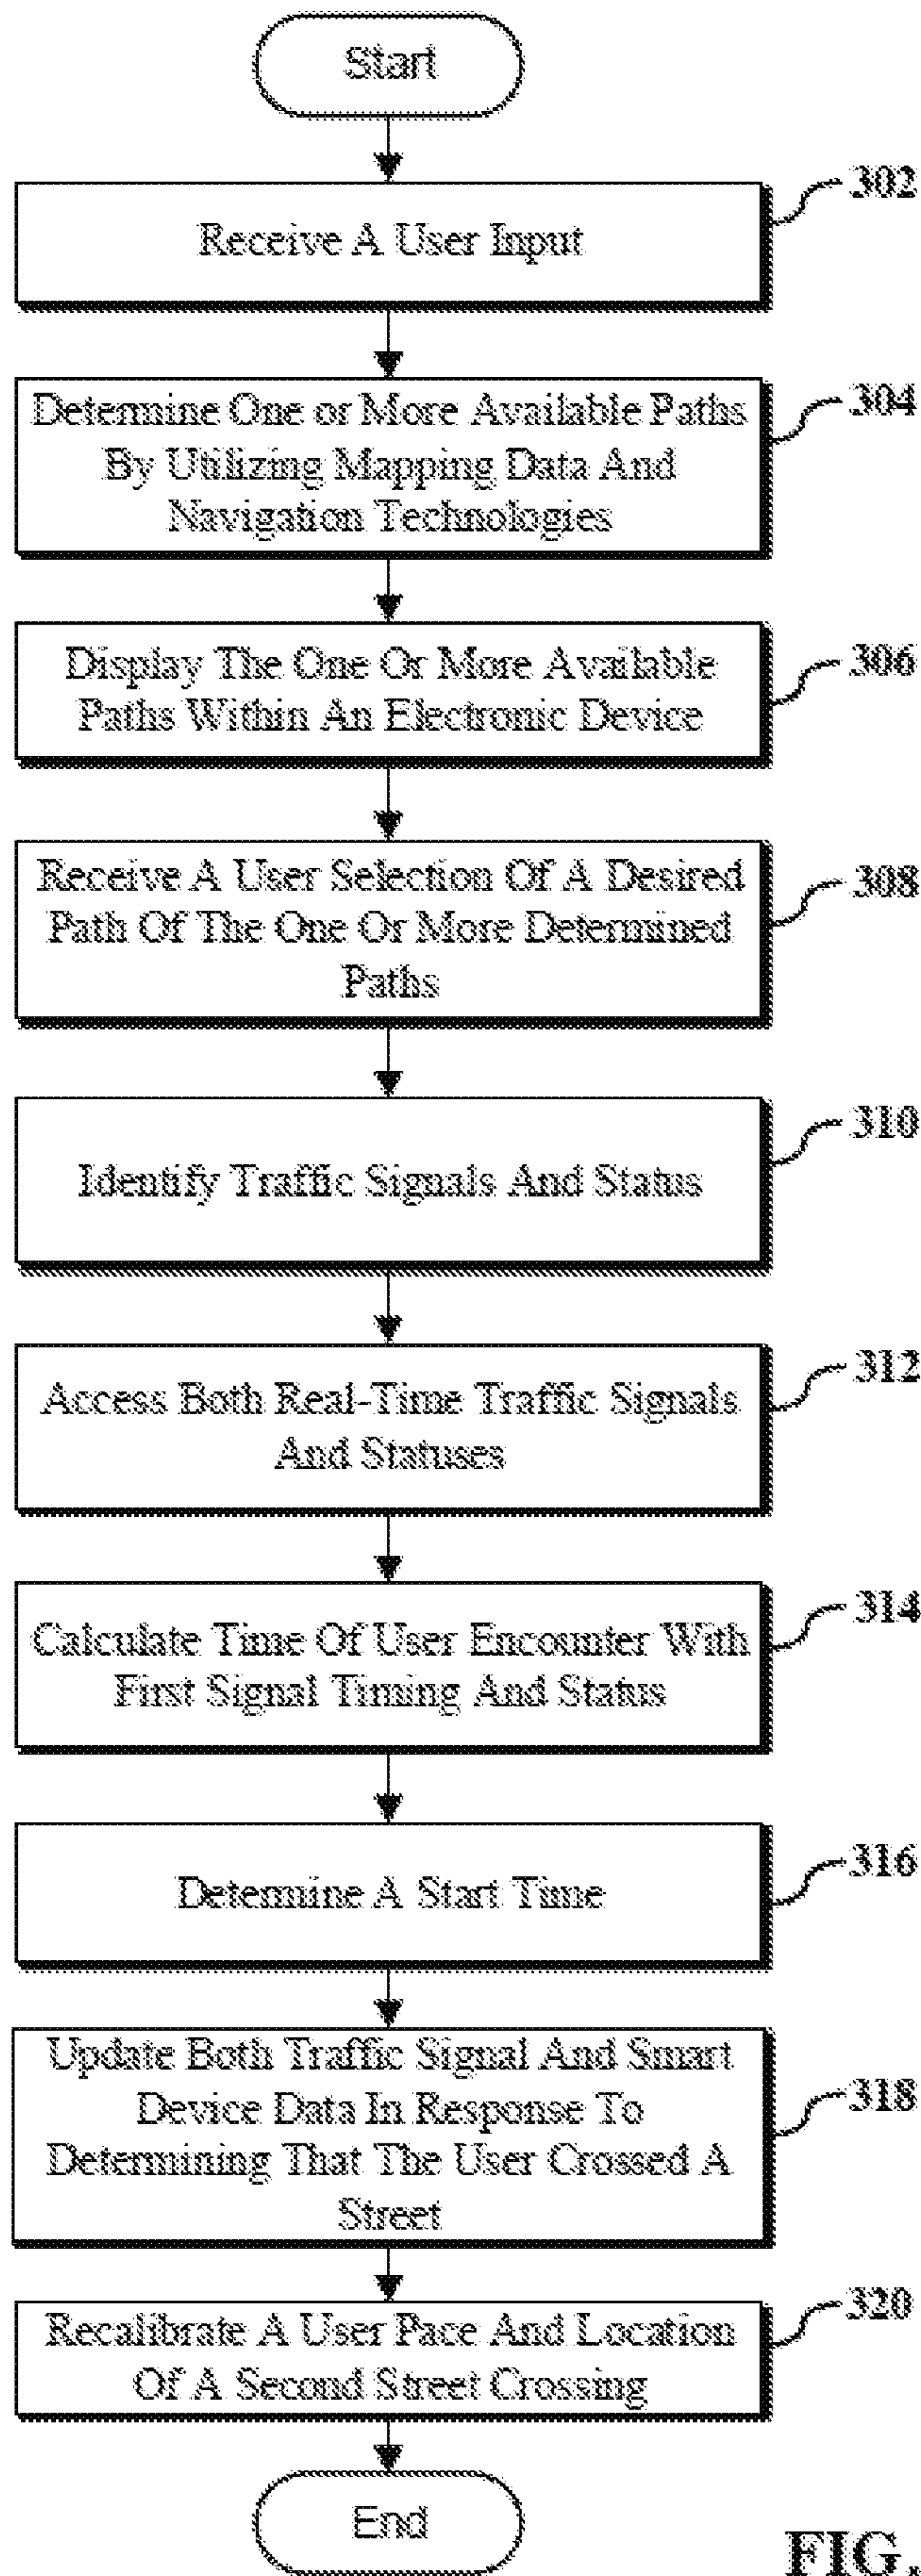 Start
302
Receive A User Input
304
Determine One or More Available Paths
By Utilizing Mapping Data And
Navigation Technologies
306
Display The One Or More Available
Paths Within An Electronic Device
308
Receive A User Selection Of A Desired
Path Of The One Or More Determined
Paths
310
Identify Traffic Signals And Status
312
Access Both Real-Time Traffic Signals
And Statuses
314
Calculate Time Of User Encounter With
First Signal Timing And Status
316
Determine A Start Time
318
Update Both Traffic Signal And Smart
Device Data In Response To
Determining That The User Crossed A
Street
320
Recalibrate A User Pace And Location
Of A Second Street Crossing
End
FIG.